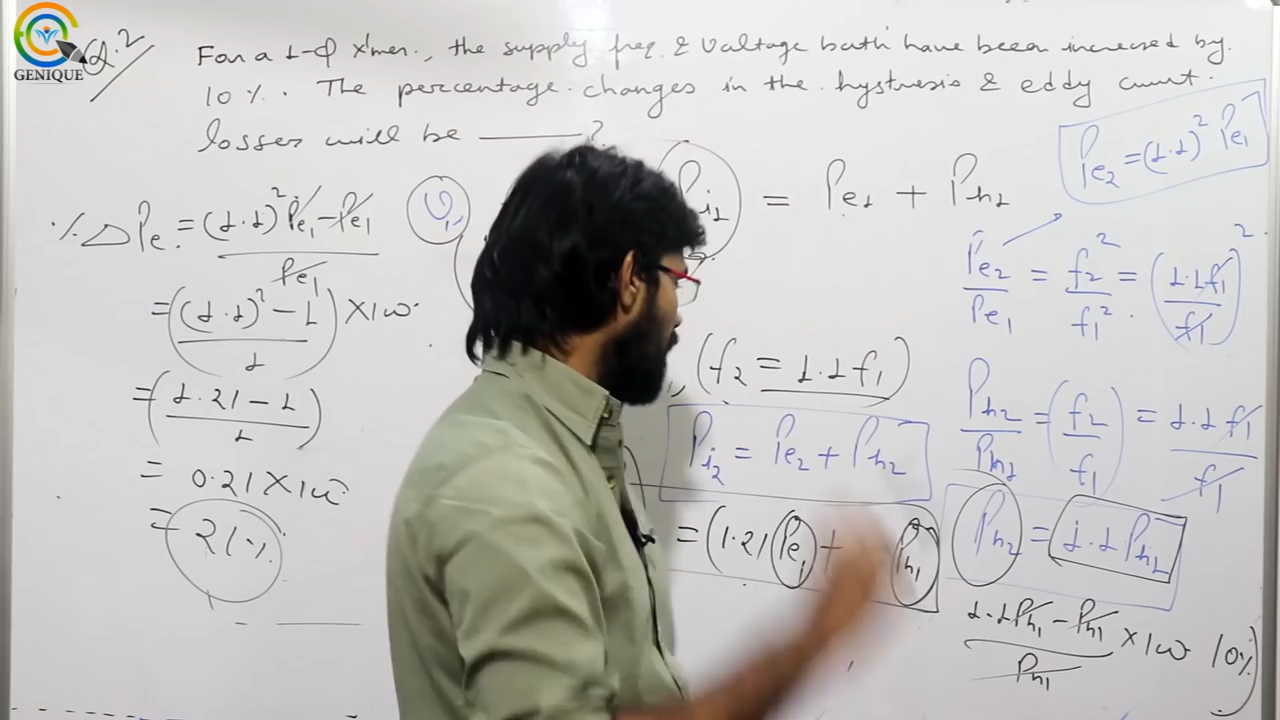 GENIQUE
Q.2
For a 1-φ x'mer., the supply freq. & voltage both have been increased by
10%. The percentage changes in the hysteresis & eddy currt.
losses will be ———?
% △Pe = (1.1)² Pe₁ - Pe₁ / Pe₁
= ((1.1)² - 1 / 1) × 100
= (1.21 - 1 / 1)
= 0.21 × 100
= 21%
Pi₂ = Pe₂ + Ph₂
(f₂ = 1.1 f₁)
Pi₂ = Pe₂ + Ph₂
= (1.21 Pe₁ + Ph₁
Pe₂ = (1.1)² Pe₁
Pe₂ / Pe₁ = f₂² / f₁² = (1.1 f₁ / f₁)²
Ph₂ / Ph₁ = (f₂ / f₁) = 1.1 f₁ / f₁
Ph₂ = 1.1 Ph₁
1.1 Ph₁ - Ph₁ / Ph₁ × 100 10%)